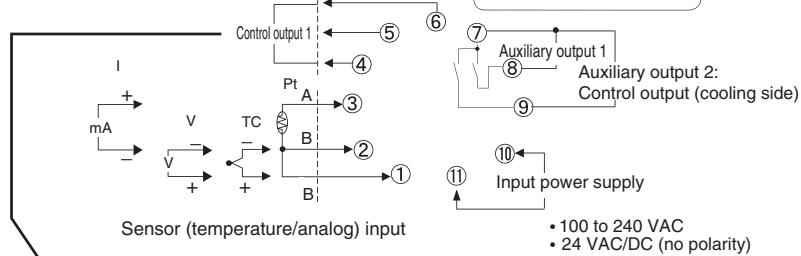 ⑥
Control output 1
⑤
④
⑦
Auxiliary output 1
⑧
Auxiliary output 2:
Control output (cooling side)
⑨
I
+
mA
–
V
–
V
+
TC
–
+
Pt
A
③
B
②
①
B
⑩
⑪
Input power supply
Sensor (temperature/analog) input
• 100 to 240 VAC
• 24 VAC/DC (no polarity)